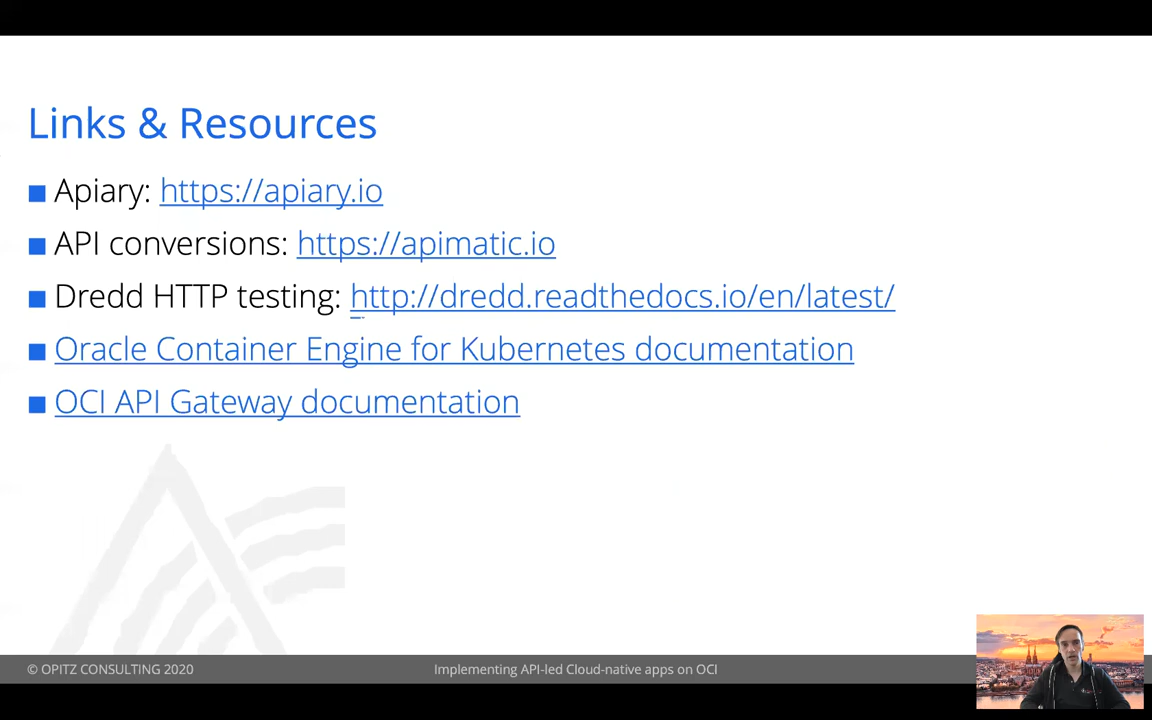 Links & Resources
Apiary: https://apiary.io
API conversions: https://apimatic.io
Dredd HTTP testing: http://dredd.readthedocs.io/en/latest/
Oracle Container Engine for Kubernetes documentation
OCI API Gateway documentation
© OPITZ CONSULTING 2020
Implementing API-led Cloud-native apps on OCI